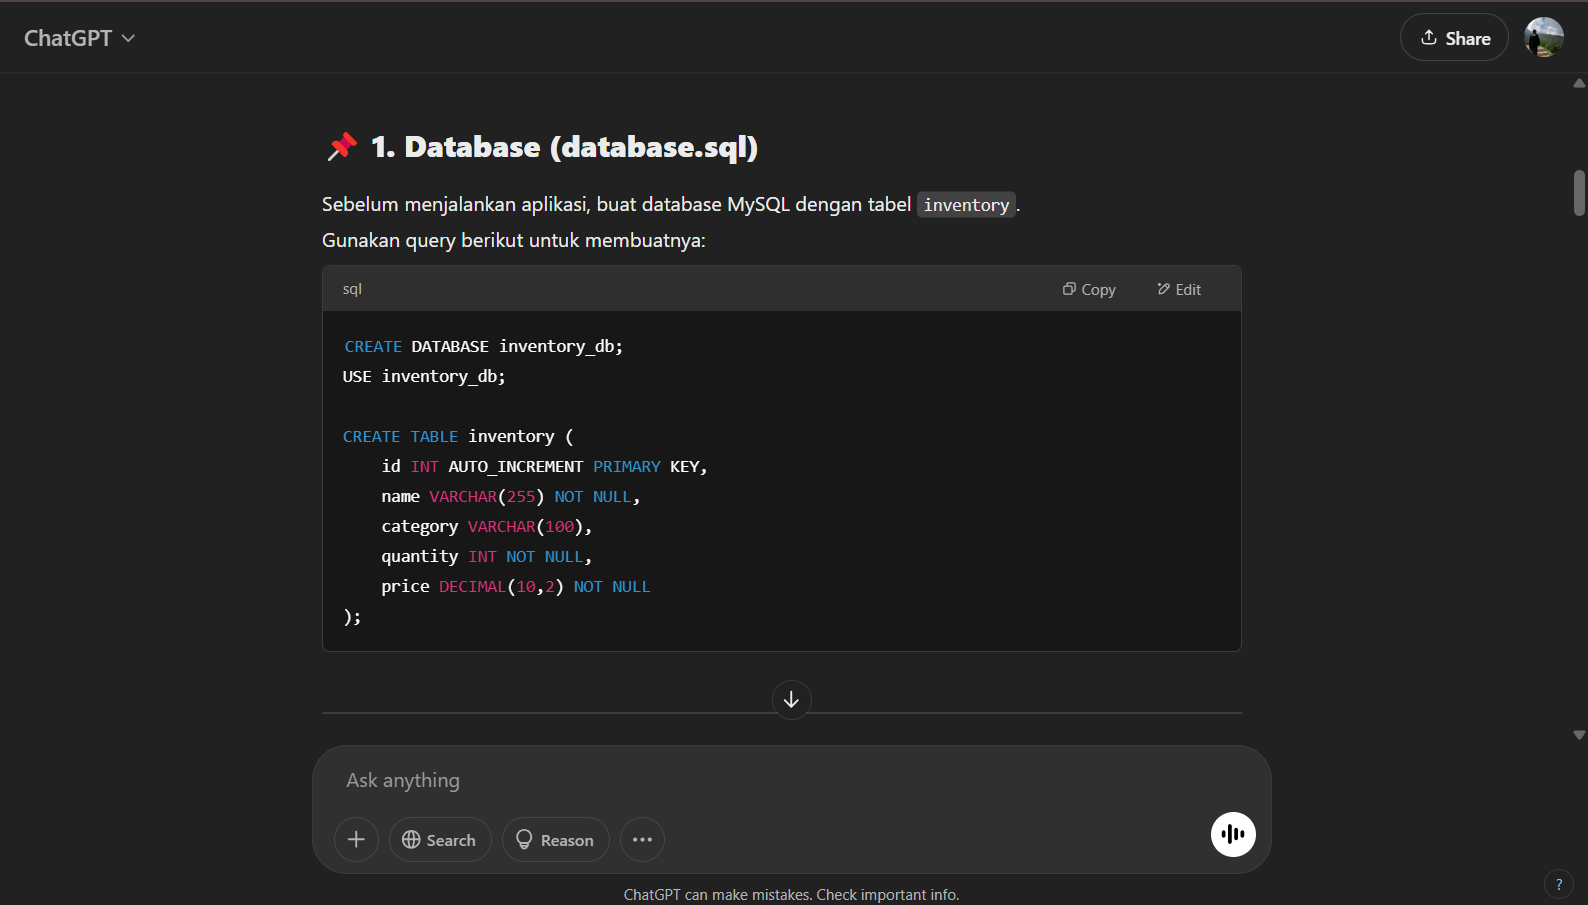 ChatGPT
Share
📌 1. Database (database.sql)
Sebelum menjalankan aplikasi, buat database MySQL dengan tabel inventory.
Gunakan query berikut untuk membuatnya:
sql
Copy
Edit
CREATE DATABASE inventory_db;
USE inventory_db;
CREATE TABLE inventory (
    id INT AUTO_INCREMENT PRIMARY KEY,
    name VARCHAR(255) NOT NULL,
    category VARCHAR(100),
    quantity INT NOT NULL,
    price DECIMAL(10,2) NOT NULL
);
Ask anything
Search
Reason
ChatGPT can make mistakes. Check important info.
?